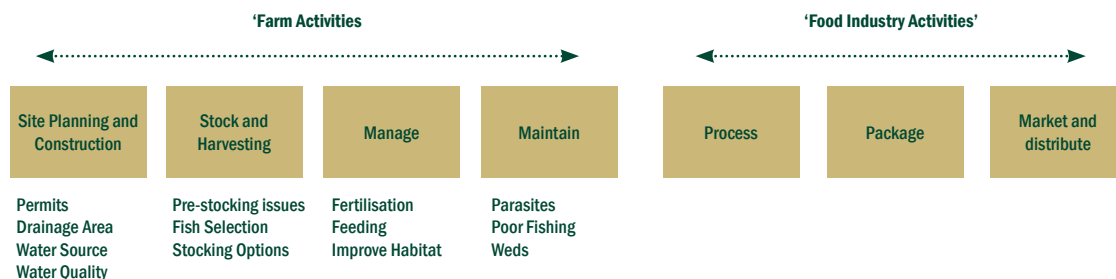 ‘Farm Activities
‘Food Industry Activities’
Site Planning and
Construction
Stock and
Harvesting
Manage
Maintain
Process
Package
Market and
distribute
Permits
Drainage Area
Water Source
Water Quality
Pre-stocking issues
Fish Selection
Stocking Options
Fertilisation
Feeding
Improve Habitat
Parasites
Poor Fishing
Weds